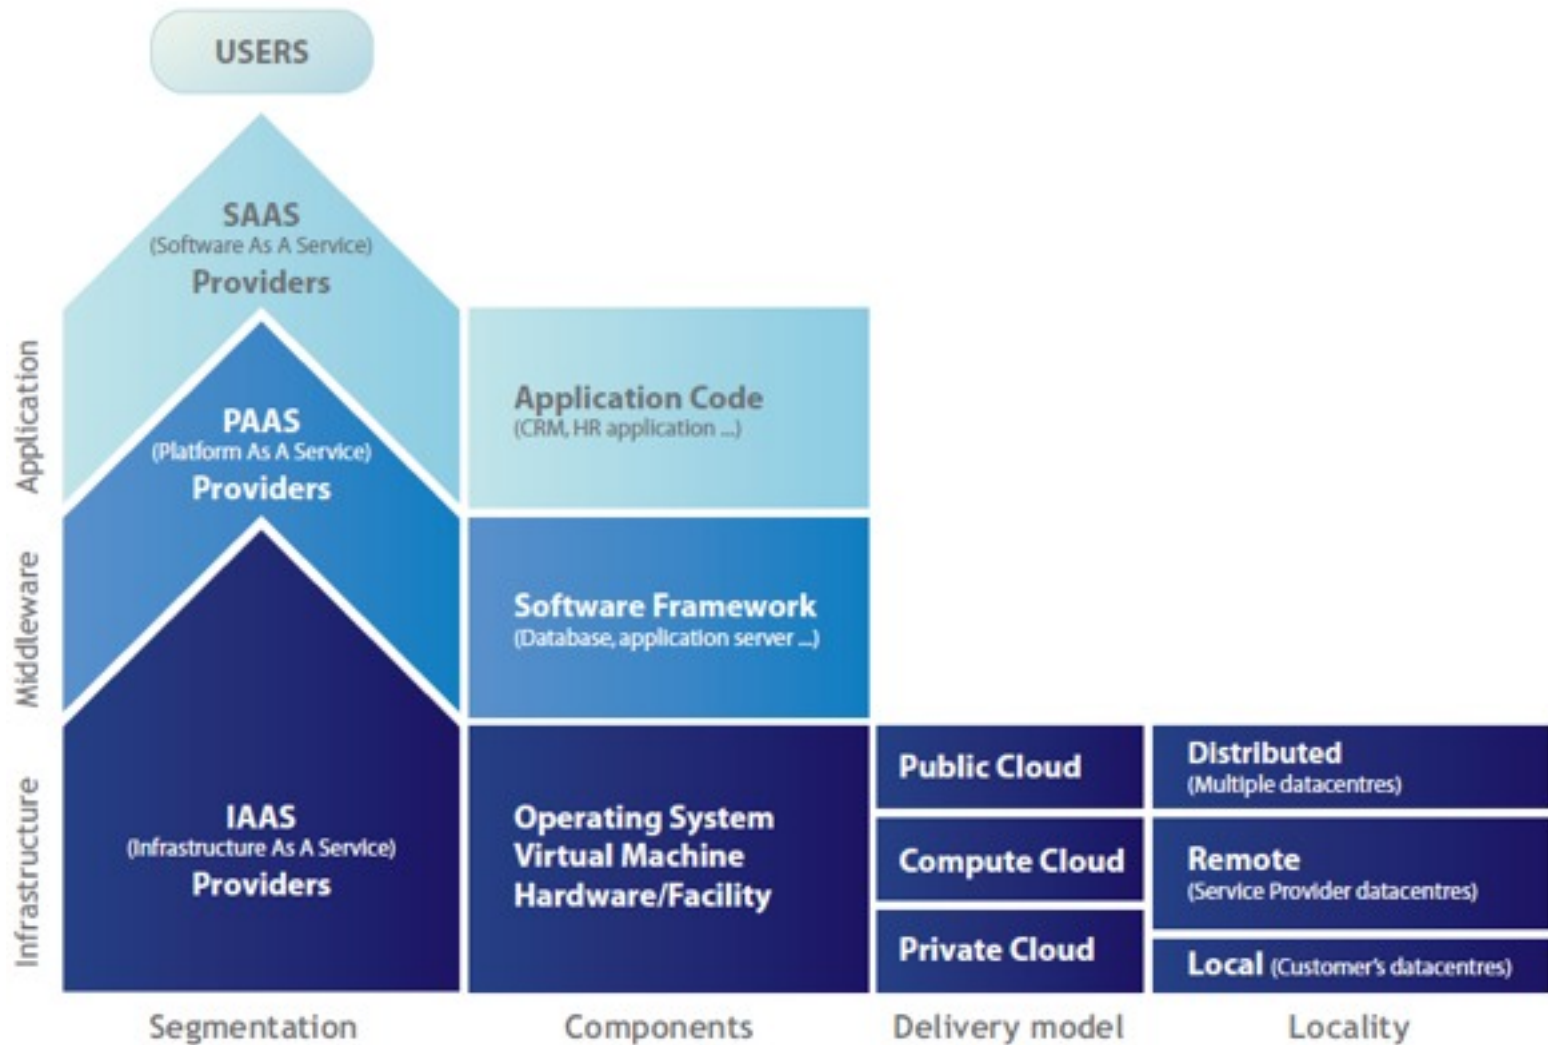 USERS
SAAS
(Software As A Service)
Providers
PAAS
(Platform As A Service)
Providers
IAAS
(Infrastructure As A Service)
Providers
Application
Middleware
Infrastructure
Application Code
(CRM, HR application ...)
Software Framework
(Database, application server ...)
Operating System
Virtual Machine
Hardware/Facility
Public Cloud
Compute Cloud
Private Cloud
Distributed
(Multiple datacentres)
Remote
(Service Provider datacentres)
Local (Customer's datacentres)
Segmentation
Components
Delivery model
Locality